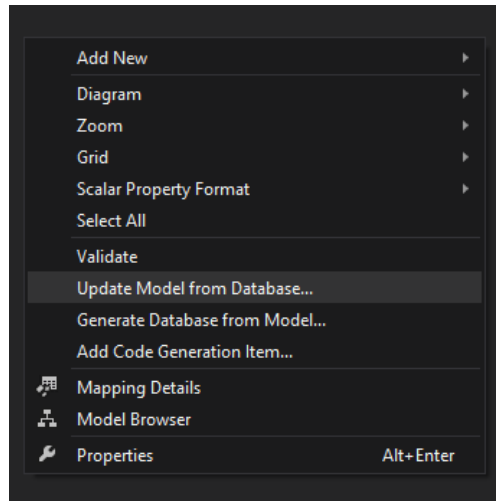 Add New
Diagram
Zoom
Grid
Scalar Property Format
Select All
Validate
Update Model from Database...
Generate Database from Model...
Add Code Generation Item...
Mapping Details
Model Browser
Properties Alt+Enter